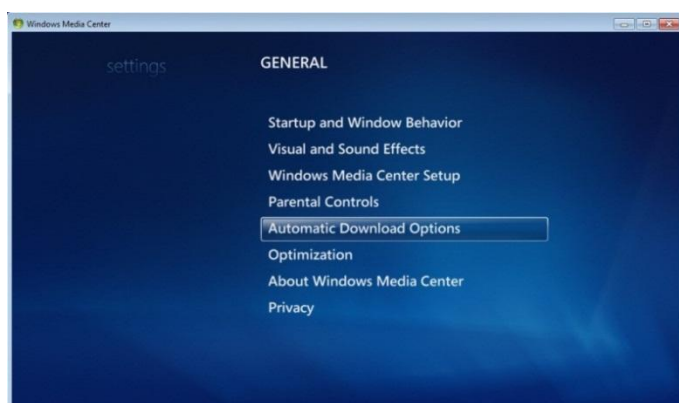 Windows Media Center
settings
GENERAL
Startup and Window Behavior
Visual and Sound Effects
Windows Media Center Setup
Parental Controls
Automatic Download Options
Optimization
About Windows Media Center
Privacy